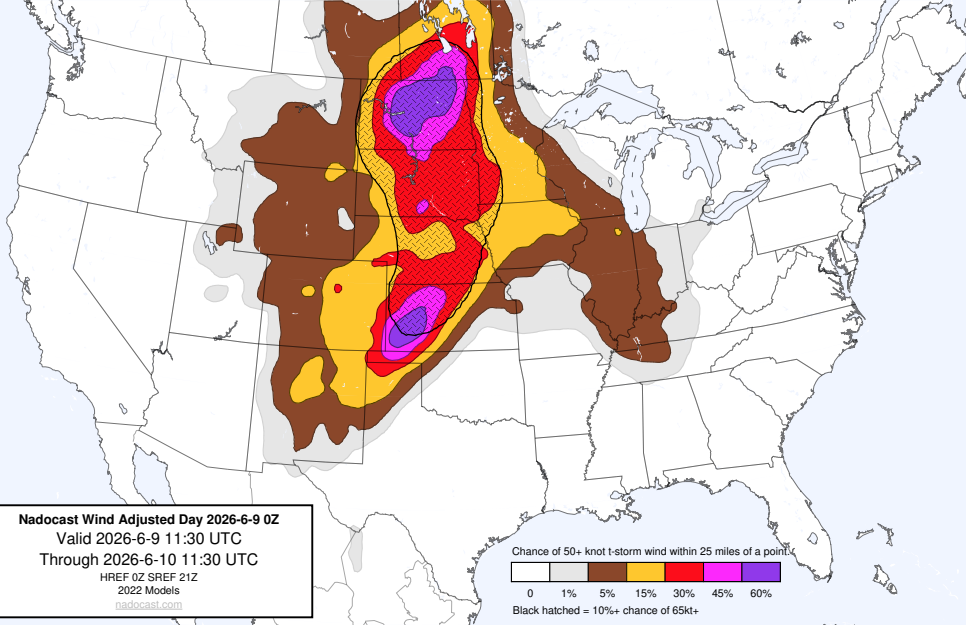 Nadocast Wind Adjusted Day 2026-6-9 0Z
Valid 2026-6-9 11:30 UTC
Through 2026-6-10 11:30 UTC
HREF 0Z SREF 21Z
2022 Models
nadocast.com
Chance of 50+ knot t-storm wind within 25 miles of a point.
0 1% 5% 15% 30% 45% 60%
Black hatched = 10%+ chance of 65kt+